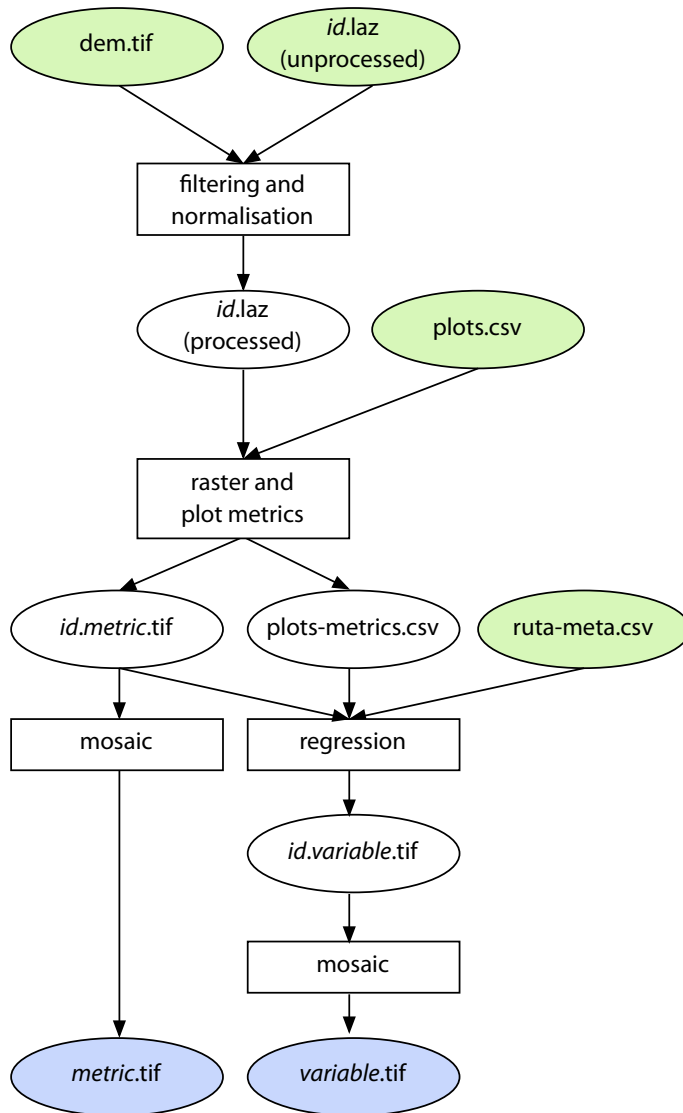 dem.tif
id.laz
(unprocessed)
filtering and
normalisation
id.laz
(processed)
plots.csv
raster and
plot metrics
id.metric.tif
plots-metrics.csv
ruta-meta.csv
mosaic
regression
id.variable.tif
mosaic
metric.tif
variable.tif